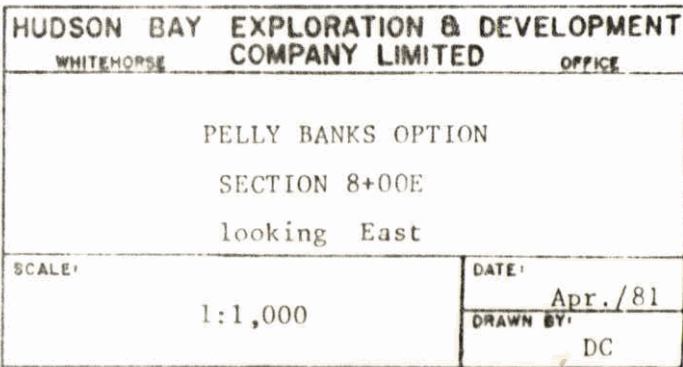 HUDSON BAY EXPLORATION & DEVELOPMENT
WHITEHORSE COMPANY LIMITED OFFICE
PELLY BANKS OPTION
SECTION 8+00E
looking East
SCALE:
1:1,000
DATE:
Apr./81
DRAWN BY:
DC